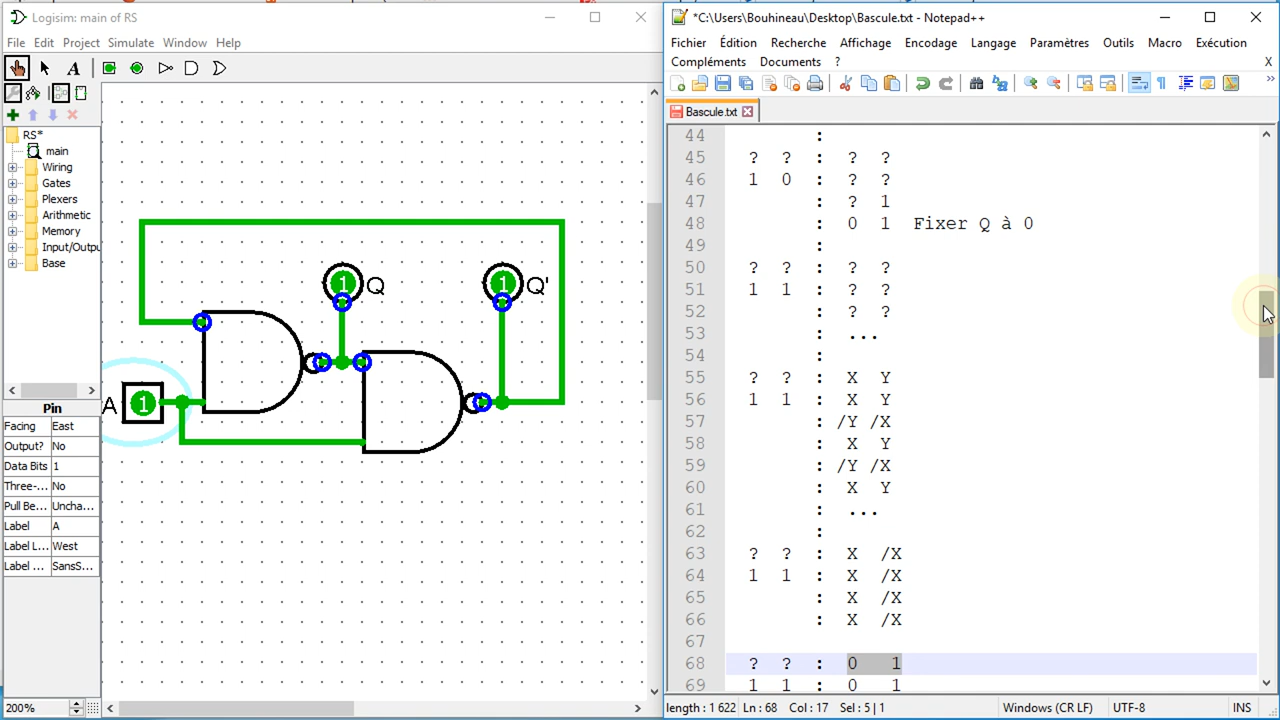 Logisim: main of RS
File Edit Project Simulate Window Help
RS*
main
Wiring
Gates
Plexers
Arithmetic
Memory
Input/Outpu
Base
Pin
Facing East
Output? No
Data Bits 1
Three-... No
Pull Be... Uncha...
Label A
Label L... West
Label ... SansS...
200%
1 Q
1 Q'
A 1
*C:\Users\Bouhineau\Desktop\Bascule.txt - Notepad++
Fichier Édition Recherche Affichage Encodage Langage Paramètres Outils Macro Exécution
Compléments Documents ? X
Bascule.txt
44 :
45 ? ? : ? ?
46 1 0 : ? ?
47 : ? 1
48 : 0 1 Fixer Q à 0
49 :
50 ? ? : ? ?
51 1 1 : ? ?
52 : ? ?
53 : ...
54 :
55 ? ? : X Y
56 1 1 : X Y
57 : /Y /X
58 : X Y
59 : /Y /X
60 : X Y
61 : ...
62 :
63 ? ? : X /X
64 1 1 : X /X
65 : X /X
66 : X /X
67
68 ? ? : 0 1
69 1 1 : 0 1
length : 1 622 Ln : 68 Col : 17 Sel : 5 | 1 Windows (CR LF) UTF-8 INS